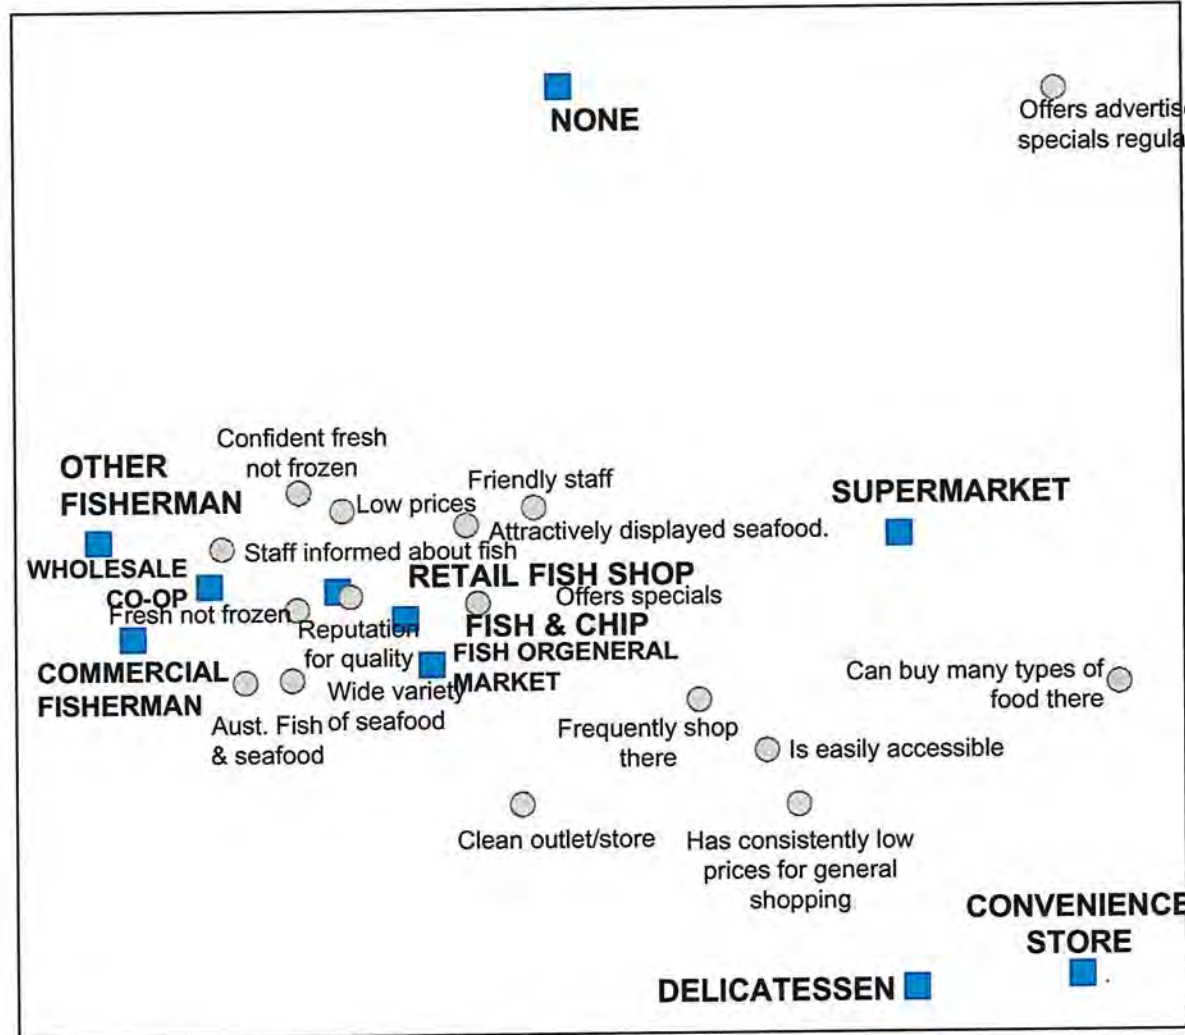 NONE
Offers advertis
specials regula
Confident fresh
not frozen
OTHER
FISHERMAN
Low prices
Friendly staff
Attractively displayed seafood.
SUPERMARKET
Staff informed about fish
WHOLESALE
CO-OP
RETAIL FISH SHOP
Offers specials
Fresh not frozen
Reputation
for quality
FISH & CHIP
FISH ORGENERAL
MARKET
COMMERCIAL
FISHERMAN
Wide variety
of seafood
Aust. Fish
& seafood
Can buy many types of
food there
Frequently shop
there
Is easily accessible
Clean outlet/store
Has consistently low
prices for general
shopping
CONVENIENCE
STORE
DELICATESSEN